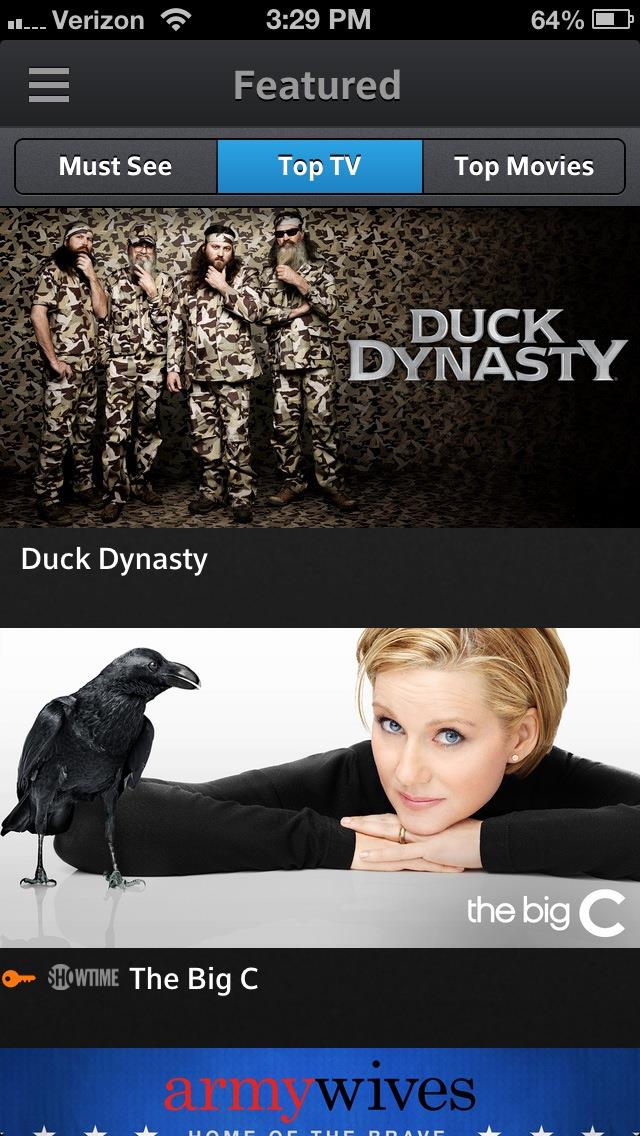 Verizon 3:29 PM 64%
Featured
Must See Top TV Top Movies
DUCK
DYNASTY
Duck Dynasty
the big C
SHOWTIME The Big C
armywives
HOME OF THE BRAVE